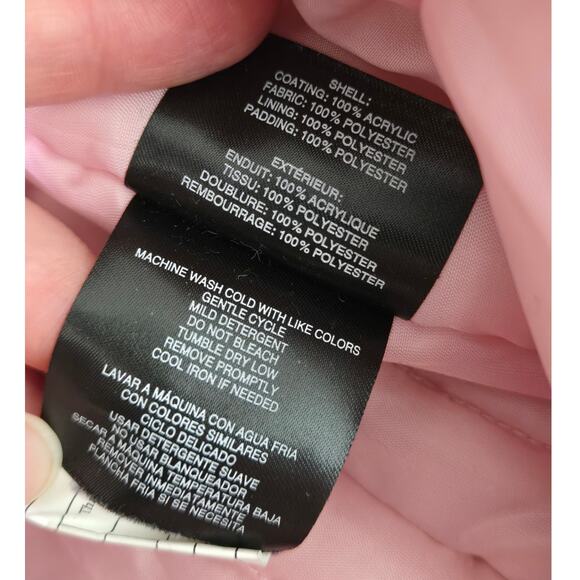 SHELL:
COATING: 100% ACRYLIC
FABRIC: 100% POLYESTER
LINING: 100% POLYESTER
PADDING: 100% POLYESTER
EXTÉRIEUR:
ENDUIT: 100% ACRYLIQUE
TISSU: 100% POLYESTER
DOUBLURE: 100% POLYESTER
REMBOURRAGE: 100% POLYESTER
MACHINE WASH COLD WITH LIKE COLORS
GENTLE CYCLE
MILD DETERGENT
DO NOT BLEACH
TUMBLE DRY LOW
REMOVE PROMPTLY
COOL IRON IF NEEDED
LAVAR A MÁQUINA CON AGUA FRIA
CON COLORES SIMILARES
CICLO DELICADO
USAR DETERGENTE SUAVE
NO USAR BLANQUEADOR
SECAR A MÁQUINA TEMPERATURA BAJA
REMOVER INMEDIATAMENTE
PLANCHA FRIA SI SE NECESITA